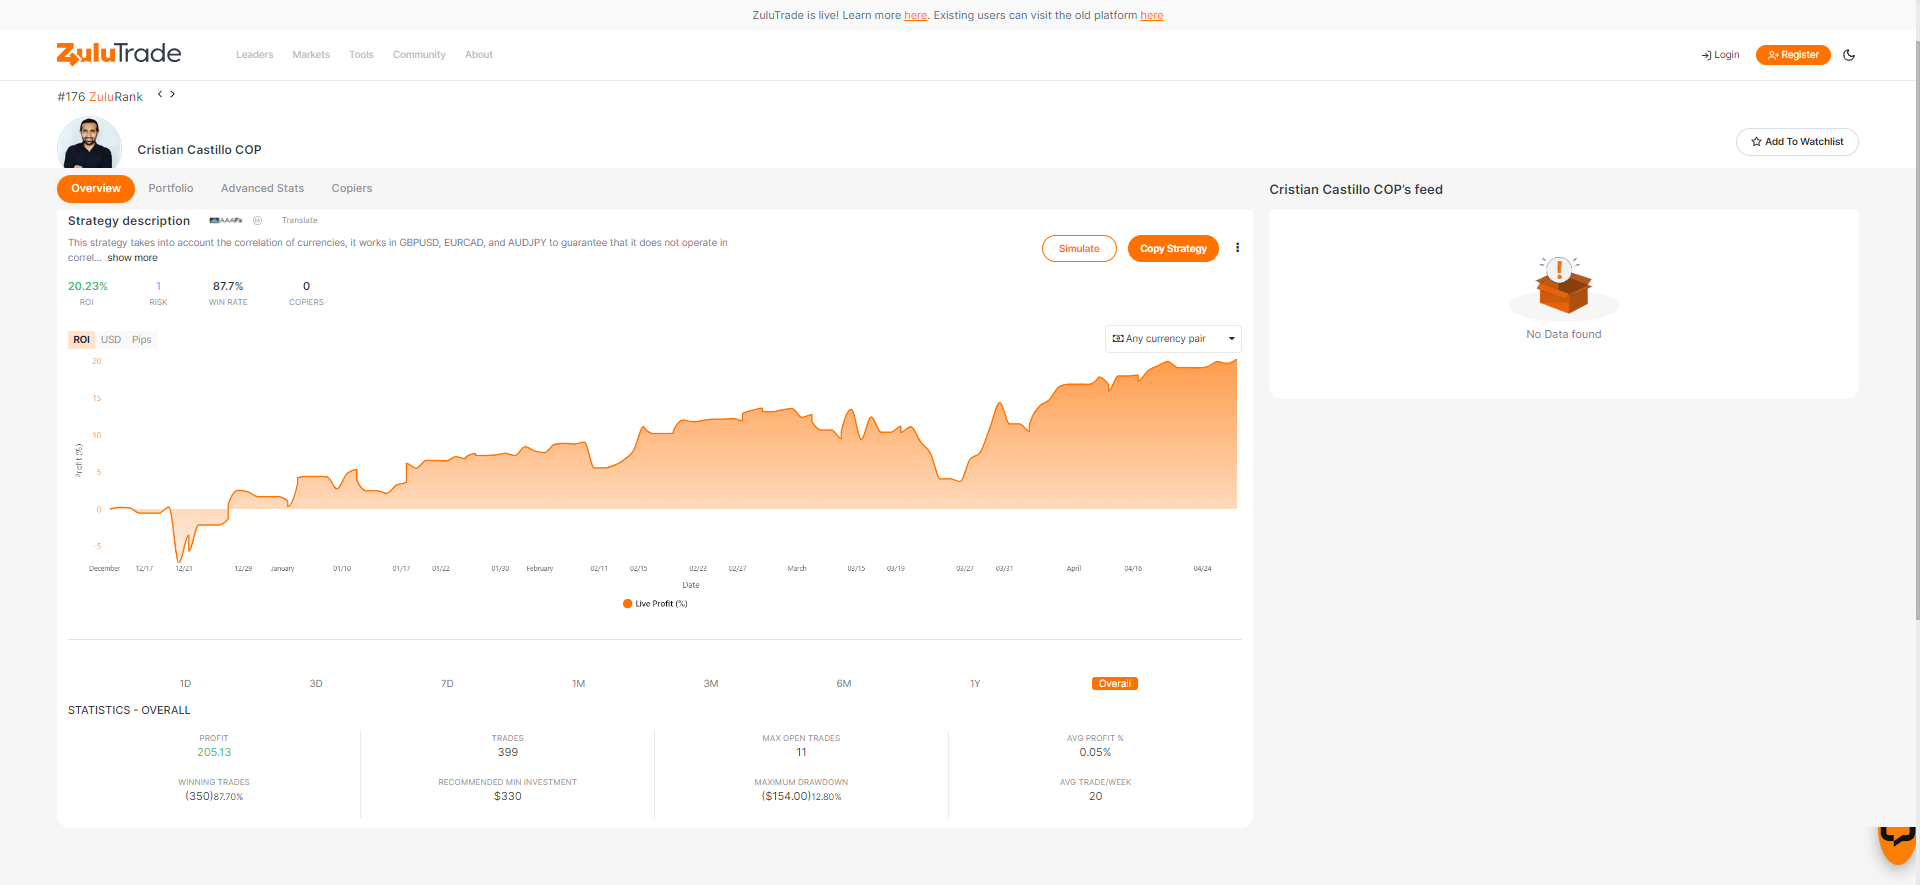 ZuluTrade is live! Learn more here. Existing users can visit the old platform here
ZuluTrade
Leaders Markets Tools Community About
Login Register
#176 ZuluRank < >
Cristian Castillo COP
Add To Watchlist
Overview Portfolio Advanced Stats Copiers
Cristian Castillo COP's feed
Strategy description AAAFx Translate
This strategy takes into account the correlation of currencies, it works in GBPUSD, EURCAD, and AUDJPY to guarantee that it does not operate in
correl... show more
Simulate Copy Strategy
20.23% 1 87.7% 0
ROI RISK WIN RATE COPIERS
No Data found
ROI USD Pips
Any currency pair
20
15
10
5
0
-5
Profit (%)
December 12/17 12/21 12/29 January 01/10 01/17 01/22 01/30 February 02/11 02/15 02/23 02/27 March 03/15 03/19 03/27 03/31 April 04/16 04/24
Date
Live Profit (%)
1D 3D 7D 1M 3M 6M 1Y Overall
STATISTICS - OVERALL
PROFIT TRADES MAX OPEN TRADES AVG PROFIT %
205.13 399 11 0.05%
WINNING TRADES RECOMMENDED MIN INVESTMENT MAXIMUM DRAWDOWN AVG TRADE/WEEK
(350)87.70% $330 ($154.00)12.80% 20